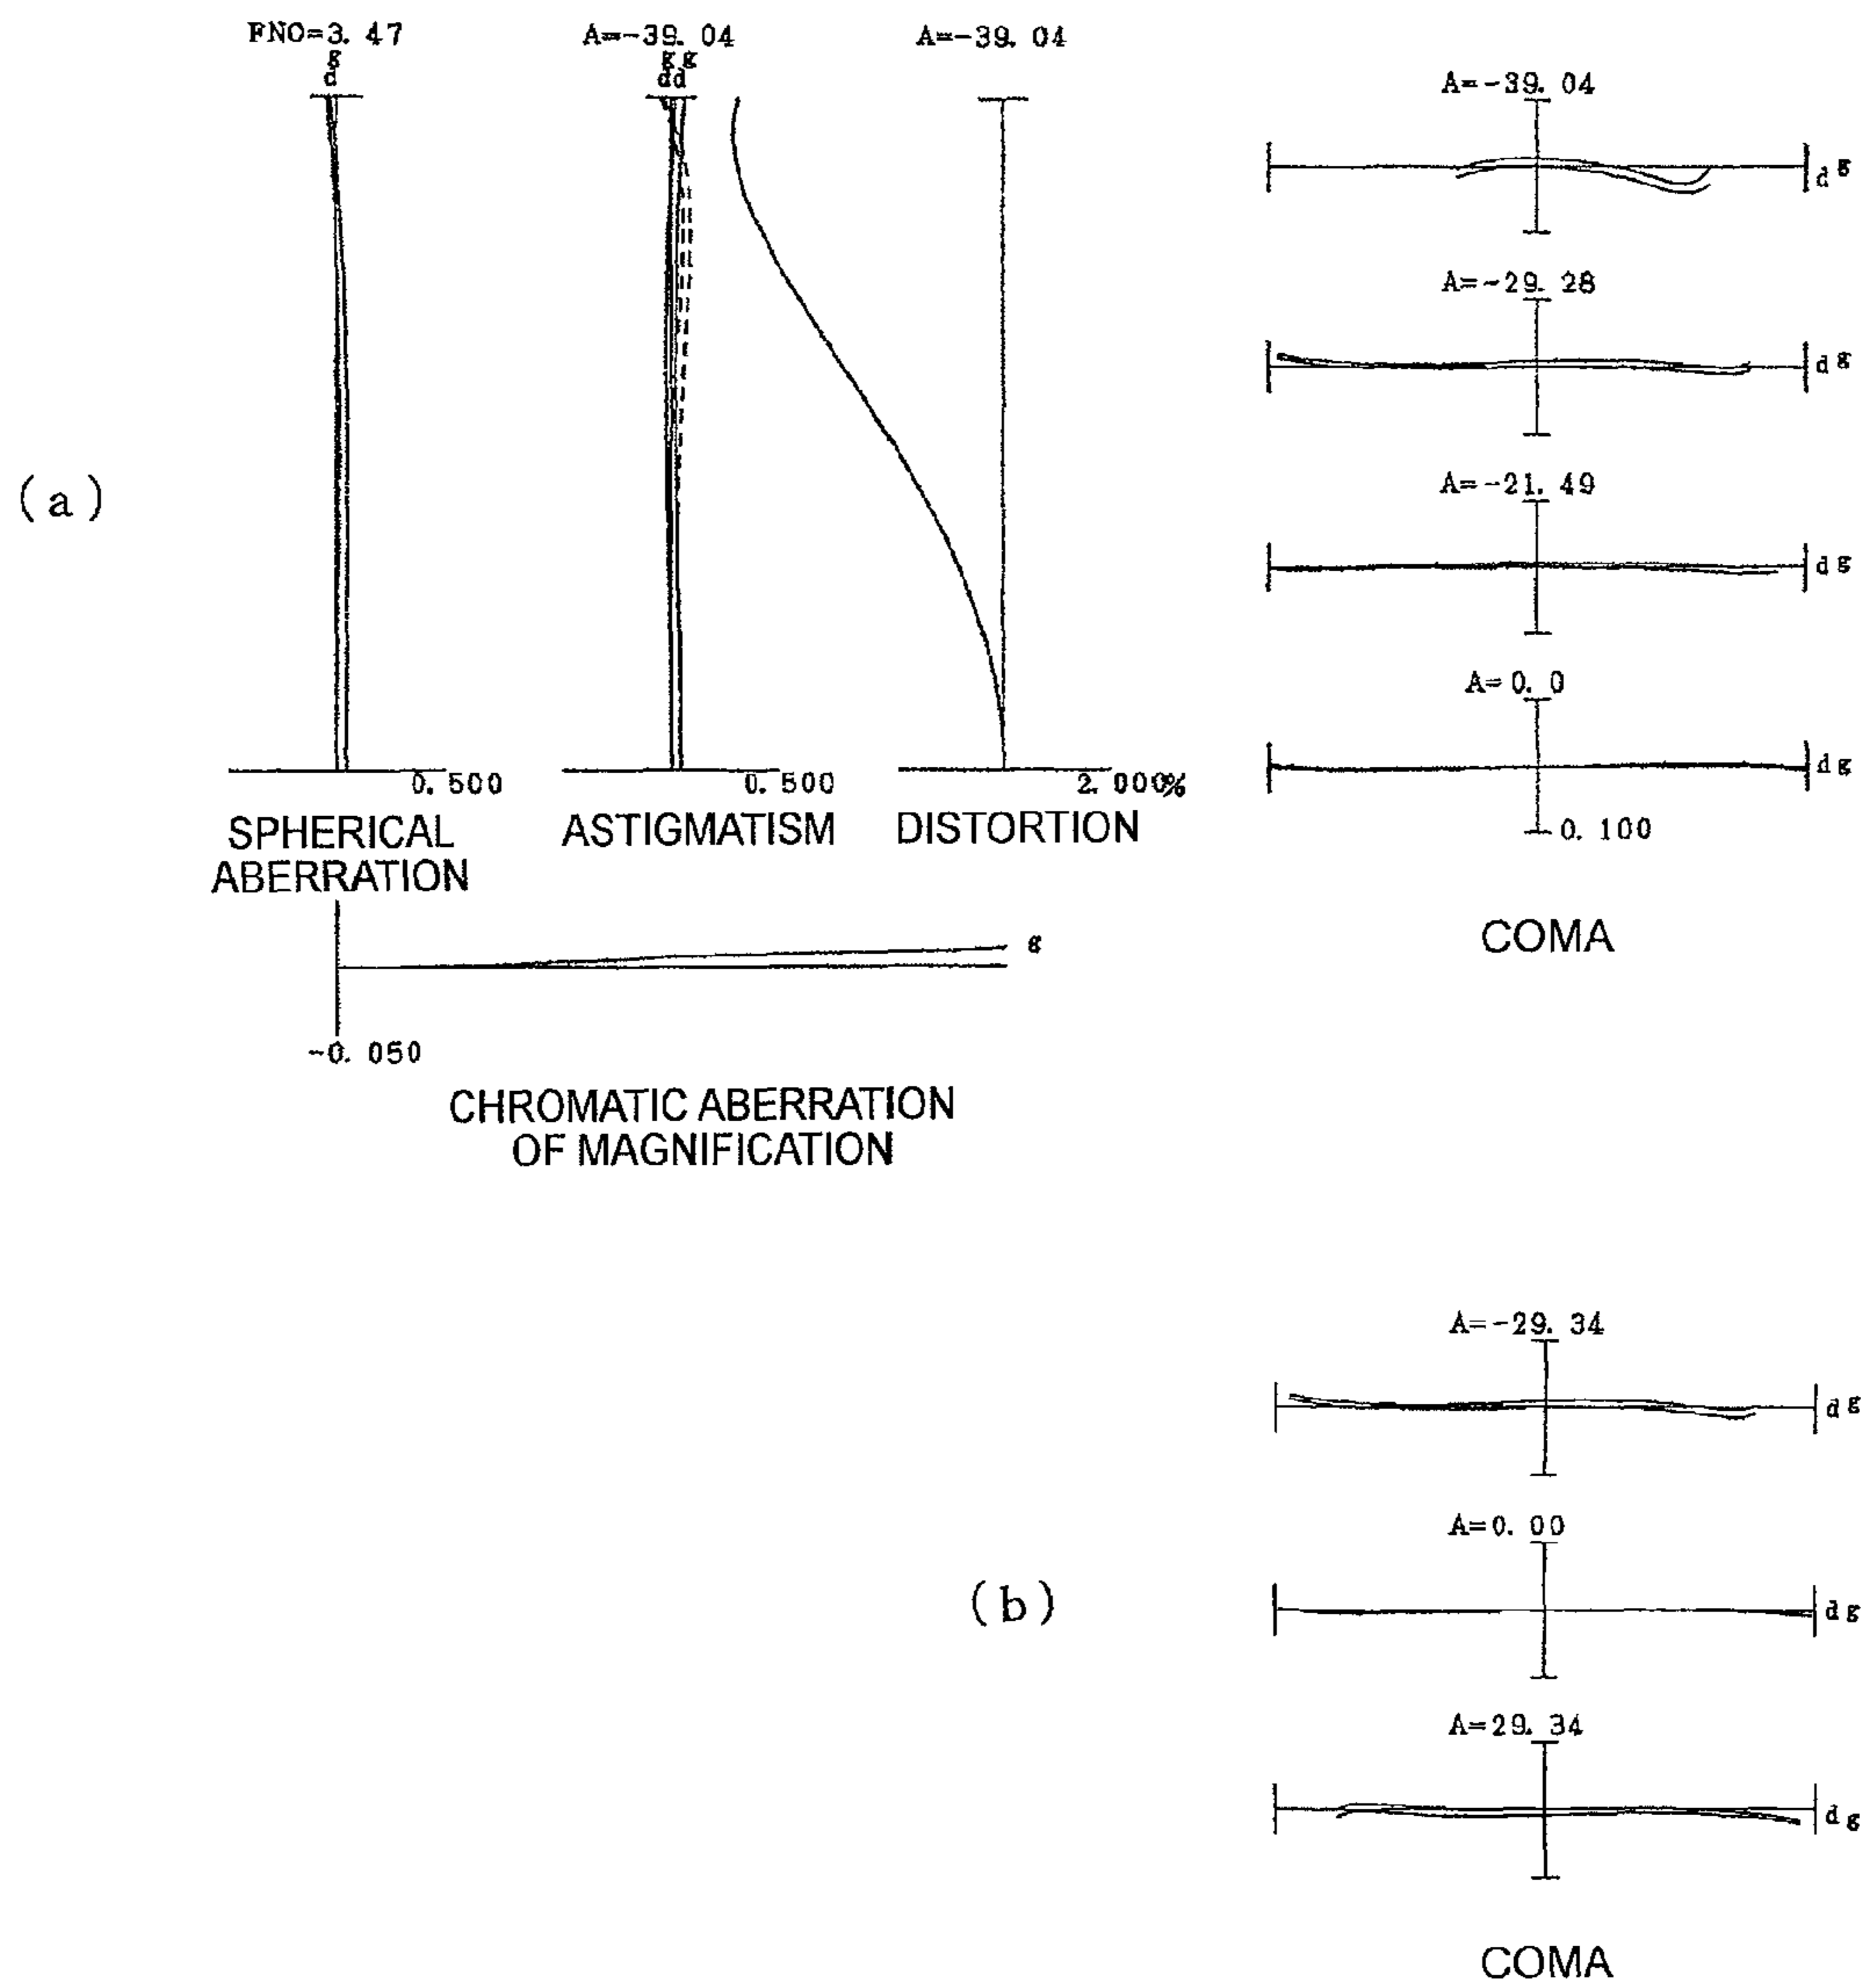 FNO=3. 47
g
d
A=-39. 04
g g
d d
A=-39. 04
(a)
0. 500
0. 500
2. 000%
SPHERICAL
ABERRATION
ASTIGMATISM
DISTORTION
g
-0. 050
CHROMATIC ABERRATION
OF MAGNIFICATION
A=-39. 04
d g
A=-29. 28
d g
A=-21. 49
d g
A=0. 0
d g
0. 100
COMA
(b)
A=-29. 34
d g
A=0. 00
d g
A=29. 34
d g
COMA